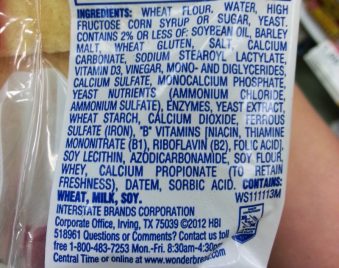 INGREDIENTS: WHEAT FLOUR, WATER, HIGH
FRUCTOSE CORN SYRUP OR SUGAR, YEAST.
CONTAINS 2% OR LESS OF: SOYBEAN OIL, BARLEY
MALT, WHEAT GLUTEN, SALT, CALCIUM
CARBONATE, SODIUM STEAROYL LACTYLATE,
VITAMIN D3, VINEGAR, MONO- AND DIGLYCERIDES,
CALCIUM SULFATE, MONOCALCIUM PHOSPHATE,
YEAST NUTRIENTS (AMMONIUM CHLORIDE,
AMMONIUM SULFATE), ENZYMES, YEAST EXTRACT,
WHEAT STARCH, CALCIUM DIOXIDE, FERROUS
SULFATE (IRON), "B" VITAMINS [NIACIN, THIAMINE
MONONITRATE (B1), RIBOFLAVIN (B2), FOLIC ACID].
SOY LECITHIN, AZODICARBONAMIDE, SOY FLOUR,
WHEY, CALCIUM PROPIONATE (TO RETAIN
FRESHNESS), DATEM, SORBIC ACID. CONTAINS:
WHEAT, MILK, SOY. WS111113M
INTERSTATE BRANDS CORPORATION
Corporate Office, Irving, TX 75039 ©2012 HBI
518961 Questions or Comments? Contact us toll
free 1-800-483-7253 Mon.-Fri. 8:30am-4:30pm
Central Time or online at www.wonderbread.com